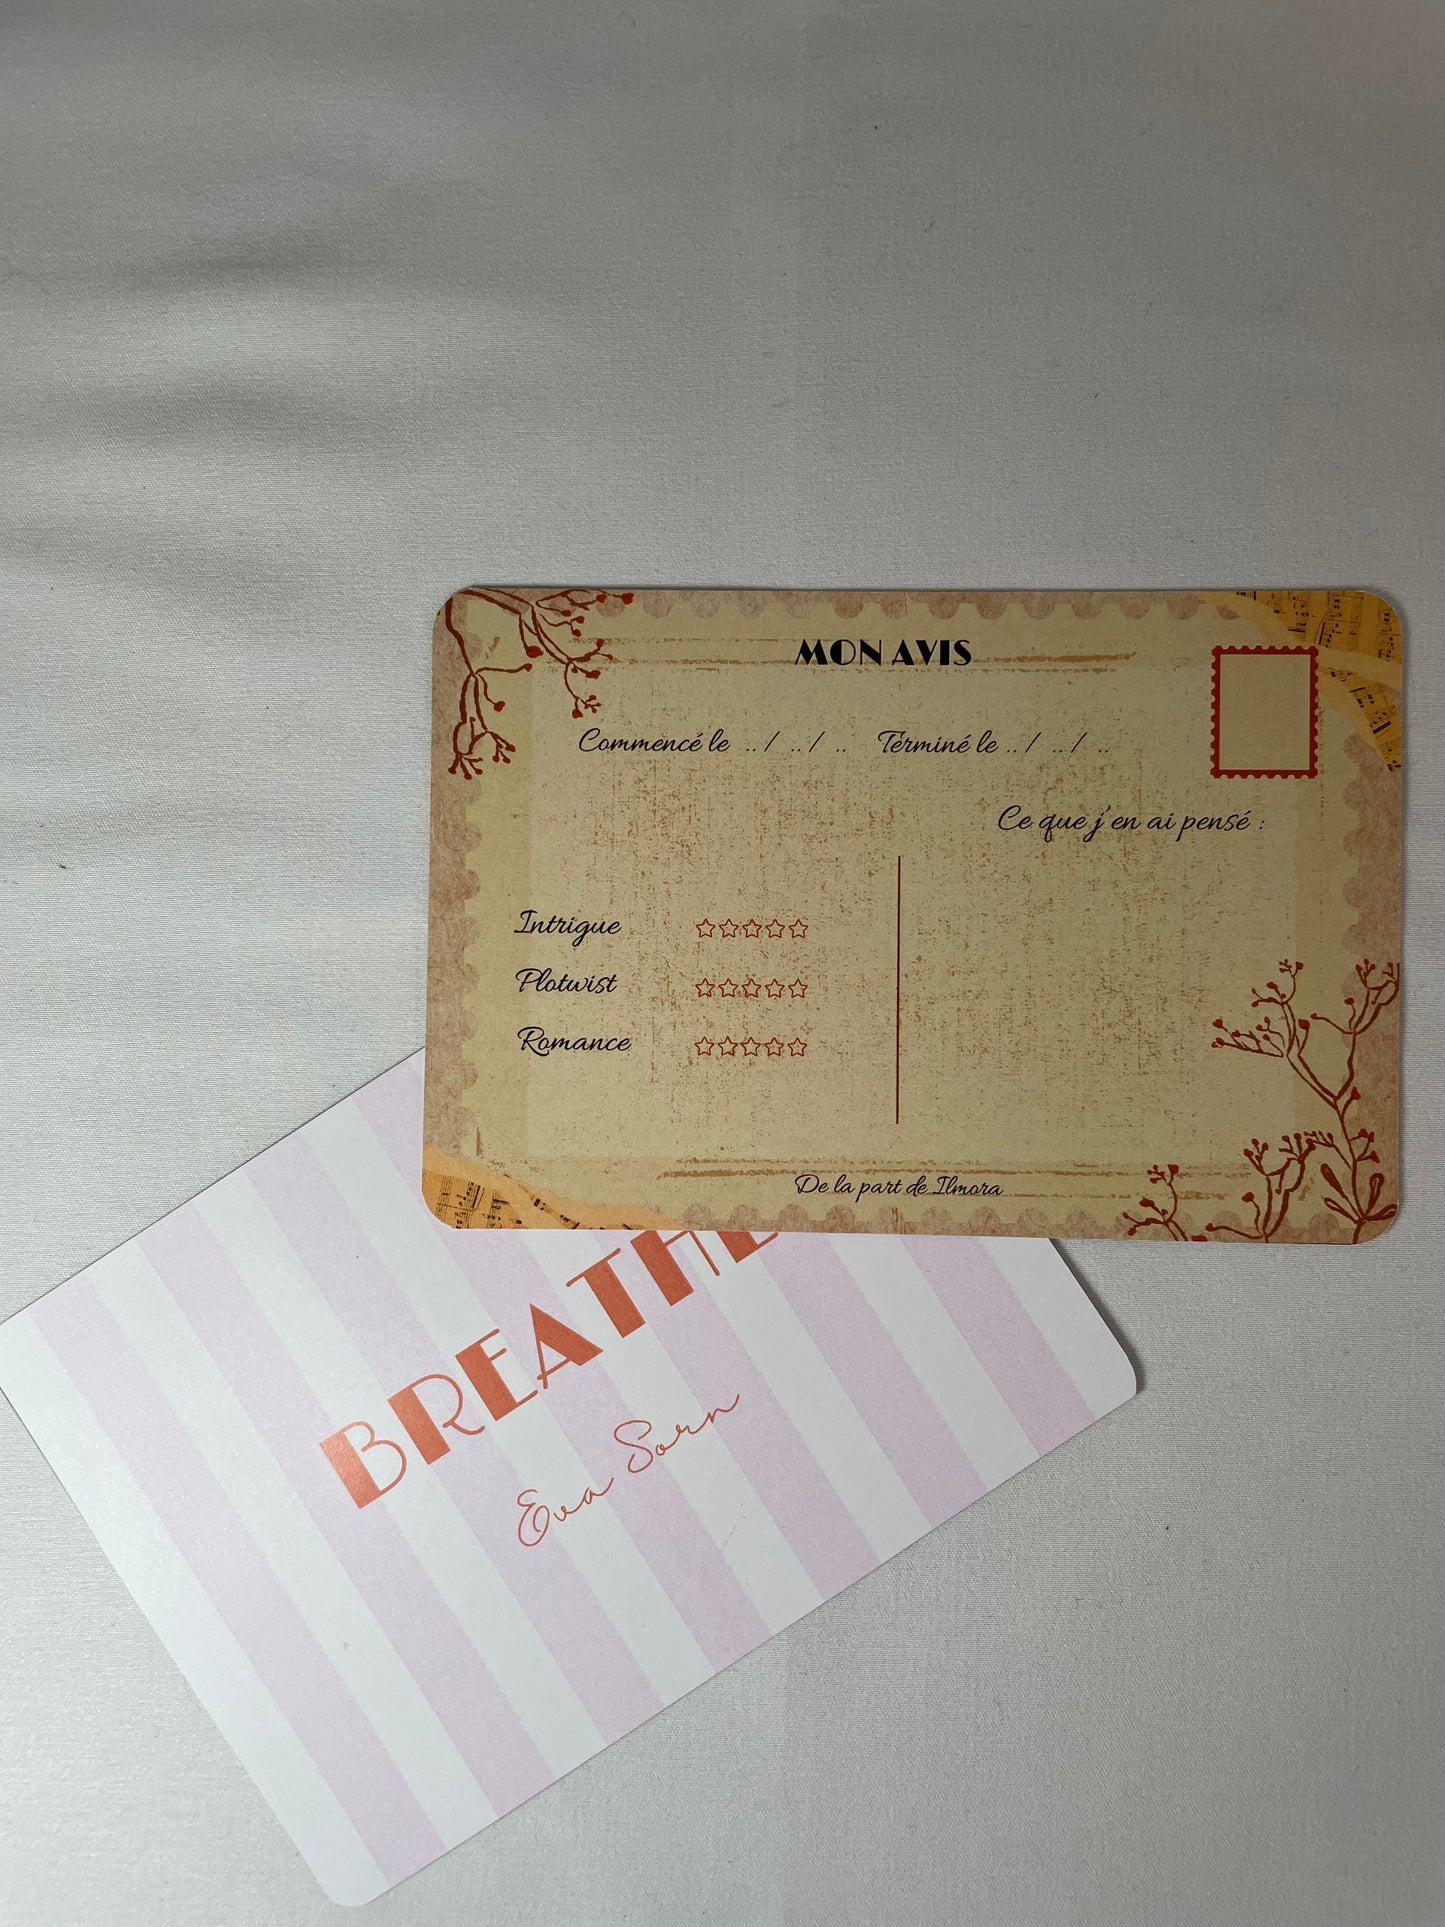 MON AVIS
Commencé le ../ ../ .. Terminé le ../ ../ ..
Ce que j'en ai pensé :
Intrigue
Plotwist
Romance
De la part de Ilmora
BREATHE
Eva Sorn